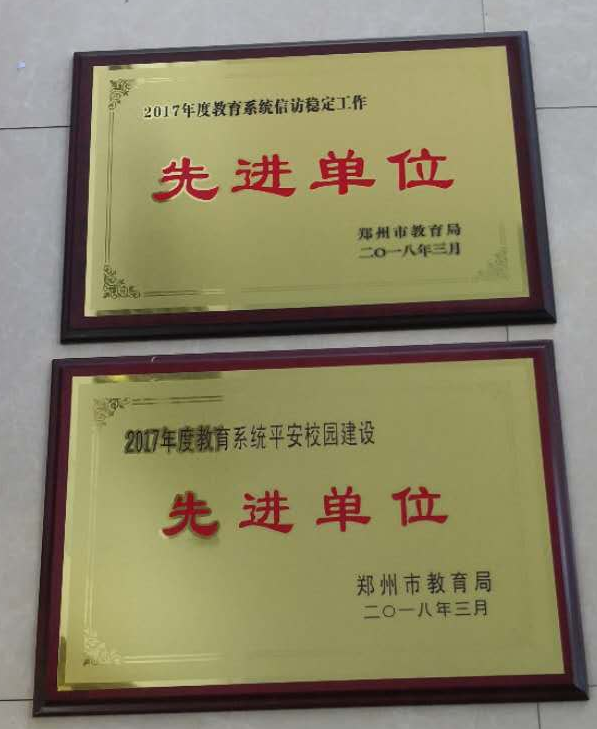 2017年度教育系统信访稳定工作
先进单位
郑州市教育局
二〇一八年三月
2017年度教育系统平安校园建设
先进单位
郑州市教育局
二〇一八年三月